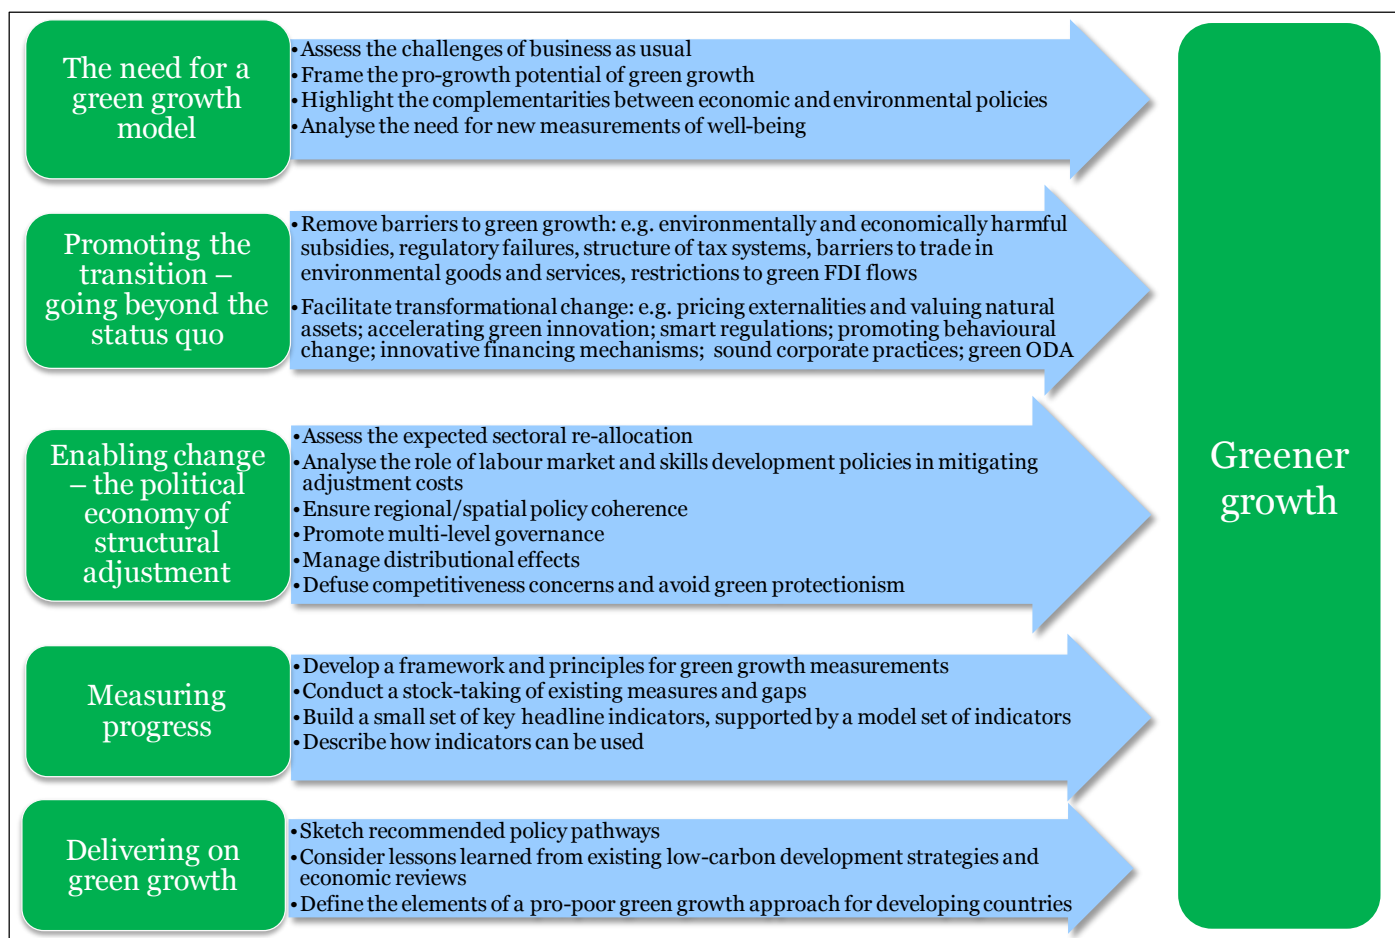 The need for a
green growth
model
•Assess the challenges of business as usual
•Frame the pro-growth potential of green growth
•Highlight the complementarities between economic and environmental policies
•Analyse the need for new measurements of well-being
Promoting the
transition –
going beyond the
status quo
•Remove barriers to green growth: e.g. environmentally and economically harmful
subsidies, regulatory failures, structure of tax systems, barriers to trade in
environmental goods and services, restrictions to green FDI flows
•Facilitate transformational change: e.g. pricing externalities and valuing natural
assets; accelerating green innovation; smart regulations; promoting behavioural
change; innovative financing mechanisms; sound corporate practices; green ODA
Enabling change
– the political
economy of
structural
adjustment
•Assess the expected sectoral re-allocation
•Analyse the role of labour market and skills development policies in mitigating
adjustment costs
•Ensure regional/spatial policy coherence
•Promote multi-level governance
•Manage distributional effects
•Defuse competitiveness concerns and avoid green protectionism
Measuring
progress
•Develop a framework and principles for green growth measurements
•Conduct a stock-taking of existing measures and gaps
•Build a small set of key headline indicators, supported by a model set of indicators
•Describe how indicators can be used
Delivering on
green growth
•Sketch recommended policy pathways
•Consider lessons learned from existing low-carbon development strategies and
economic reviews
•Define the elements of a pro-poor green growth approach for developing countries
Greener
growth